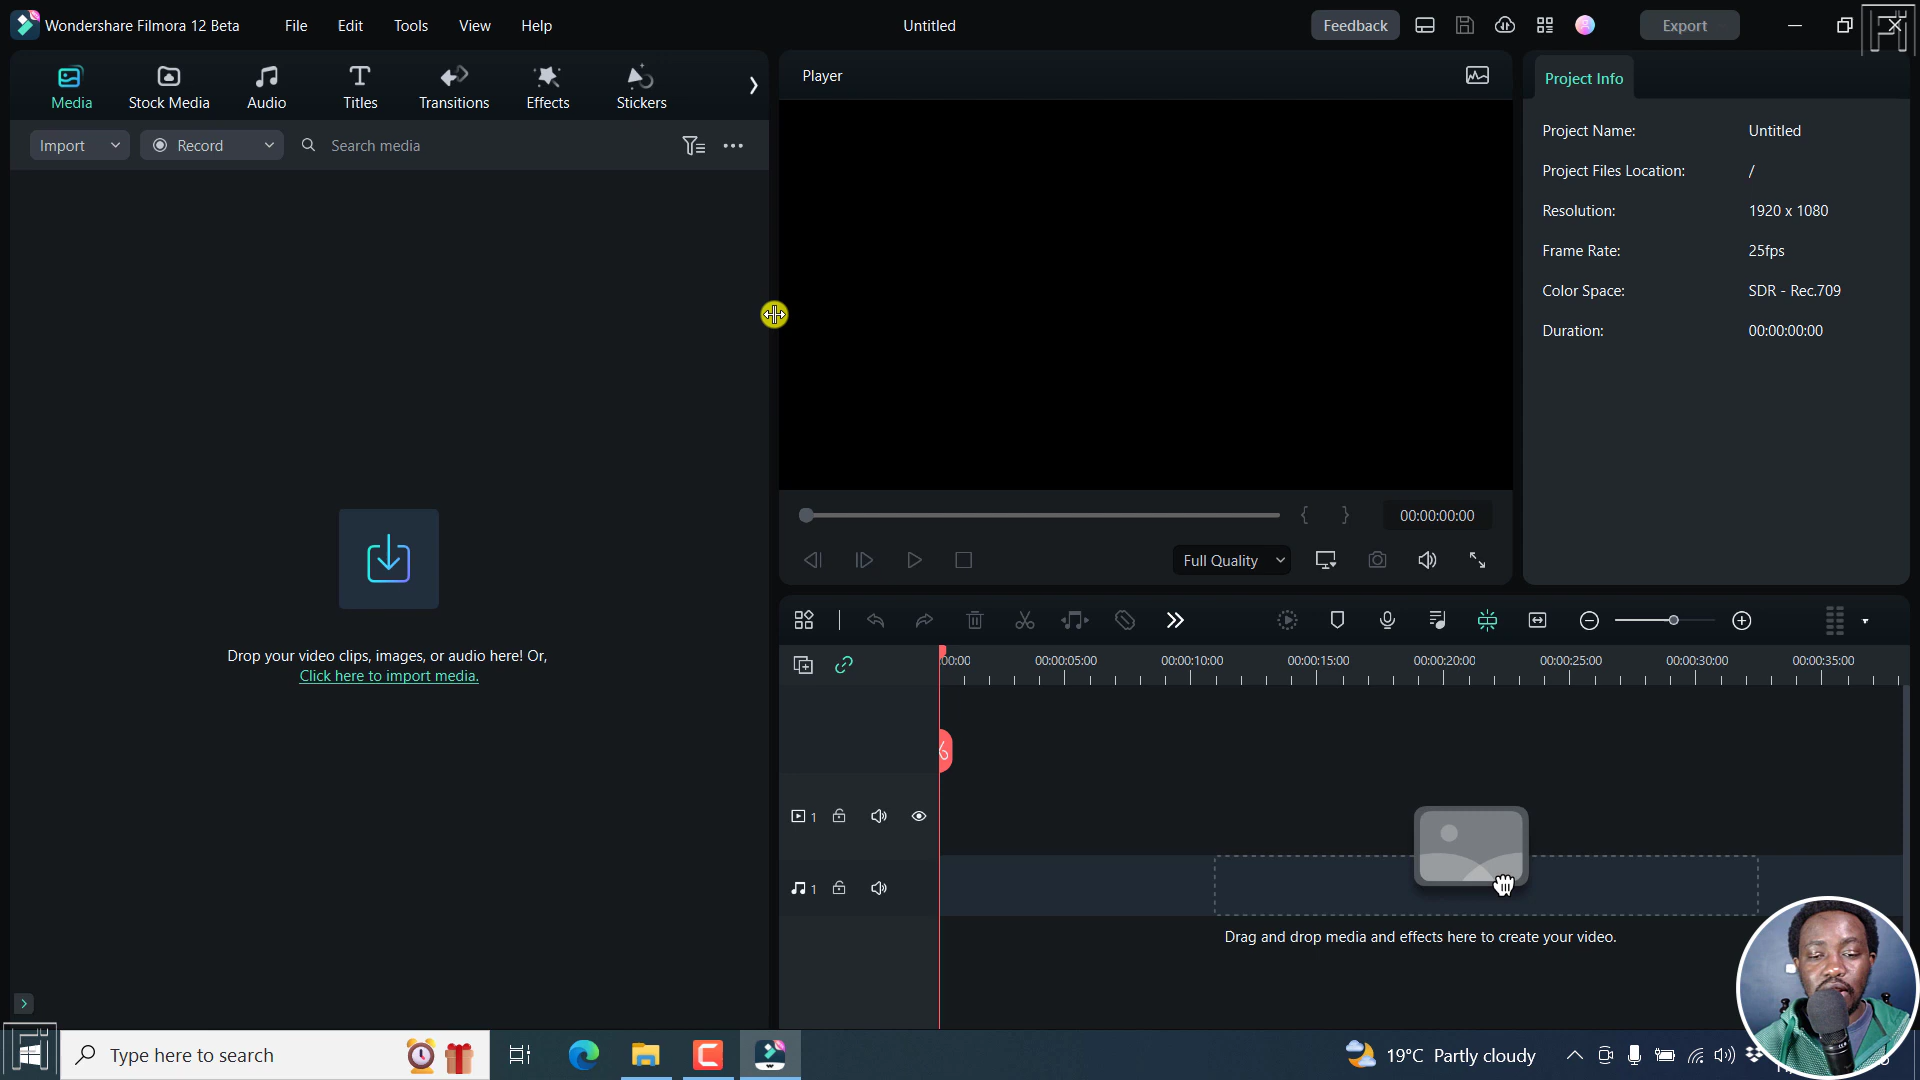 Wondershare Filmora 12 Beta File Edit Tools View Help Untitled Feedback Export
Media Stock Media Audio Titles Transitions Effects Stickers
Import Record Search media
Drop your video clips, images, or audio here! Or,
Click here to import media.
Player
00:00:00:00
Full Quality
Project Info
Project Name: Untitled
Project Files Location: /
Resolution: 1920 x 1080
Frame Rate: 25fps
Color Space: SDR - Rec.709
Duration: 00:00:00:00
00:00 00:00:05:00 00:00:10:00 00:00:15:00 00:00:20:00 00:00:25:00 00:00:30:00 00:00:35:00
1
1
Drag and drop media and effects here to create your video.
Type here to search 19°C Partly cloudy